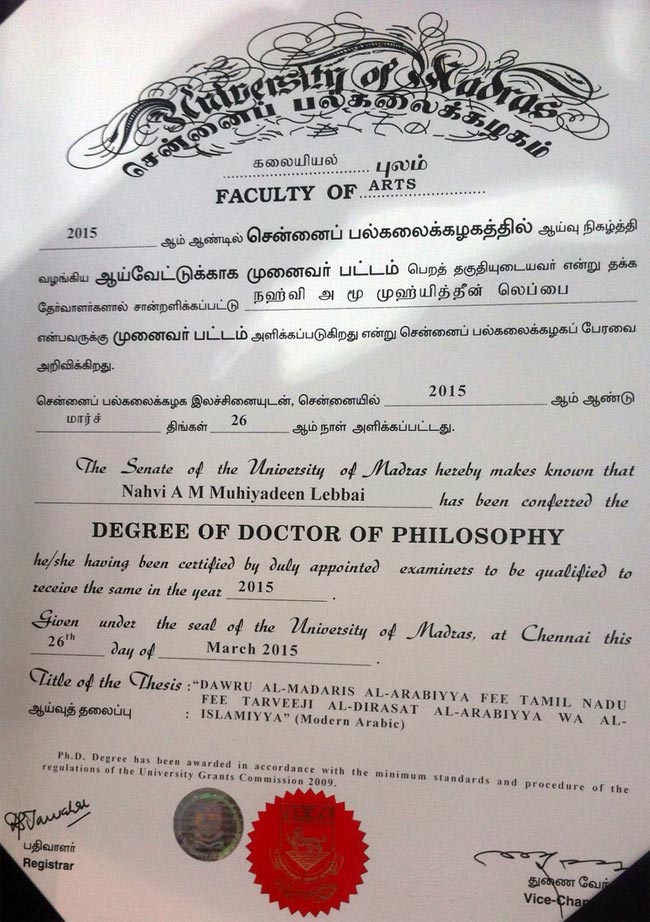 University of Madras
சென்னைப் பல்கலைக்கழகம்
கலையியல் புலம்
FACULTY OF ARTS
2015 ஆம் ஆண்டில் சென்னைப் பல்கலைக்கழகத்தில் ஆய்வு நிகழ்த்தி
வழங்கிய ஆய்வேட்டுக்காக முனைவர் பட்டம் பெறத் தகுதியுடையவர் என்று தக்க
தேர்வாளர்களால் சான்றளிக்கப்பட்டு நஹ்வி அ மூ முஹ்யித்தீன் லெப்பை
என்பவருக்கு முனைவர் பட்டம் அளிக்கப்படுகிறது என்று சென்னைப் பல்கலைக்கழகப் பேரவை
அறிவிக்கிறது.
சென்னைப் பல்கலைக்கழக இலச்சினையுடன், சென்னையில் 2015 ஆம் ஆண்டு
மார்ச் திங்கள் 26 ஆம் நாள் அளிக்கப்பட்டது.
The Senate of the University of Madras hereby makes known that
Nahvi A M Muhiyadeen Lebbai has been conferred the
DEGREE OF DOCTOR OF PHILOSOPHY
he/she having been certified by duly appointed examiners to be qualified to
receive the same in the year 2015 .
Given under the seal of the University of Madras, at Chennai this
26th day of March 2015 .
Title of the Thesis : "DAWRU AL-MADARIS AL-ARABIYYA FEE TAMIL NADU
FEE TARVEEJI AL-DIRASAT AL-ARABIYYA WA AL-
ஆய்வுத் தலைப்பு : ISLAMIYYA" (Modern Arabic)
Ph.D. Degree has been awarded in accordance with the minimum standards and procedure of the
regulations of the University Grants Commission 2009.
பதிவாளர்
Registrar
துணை வேந்
Vice-Chan